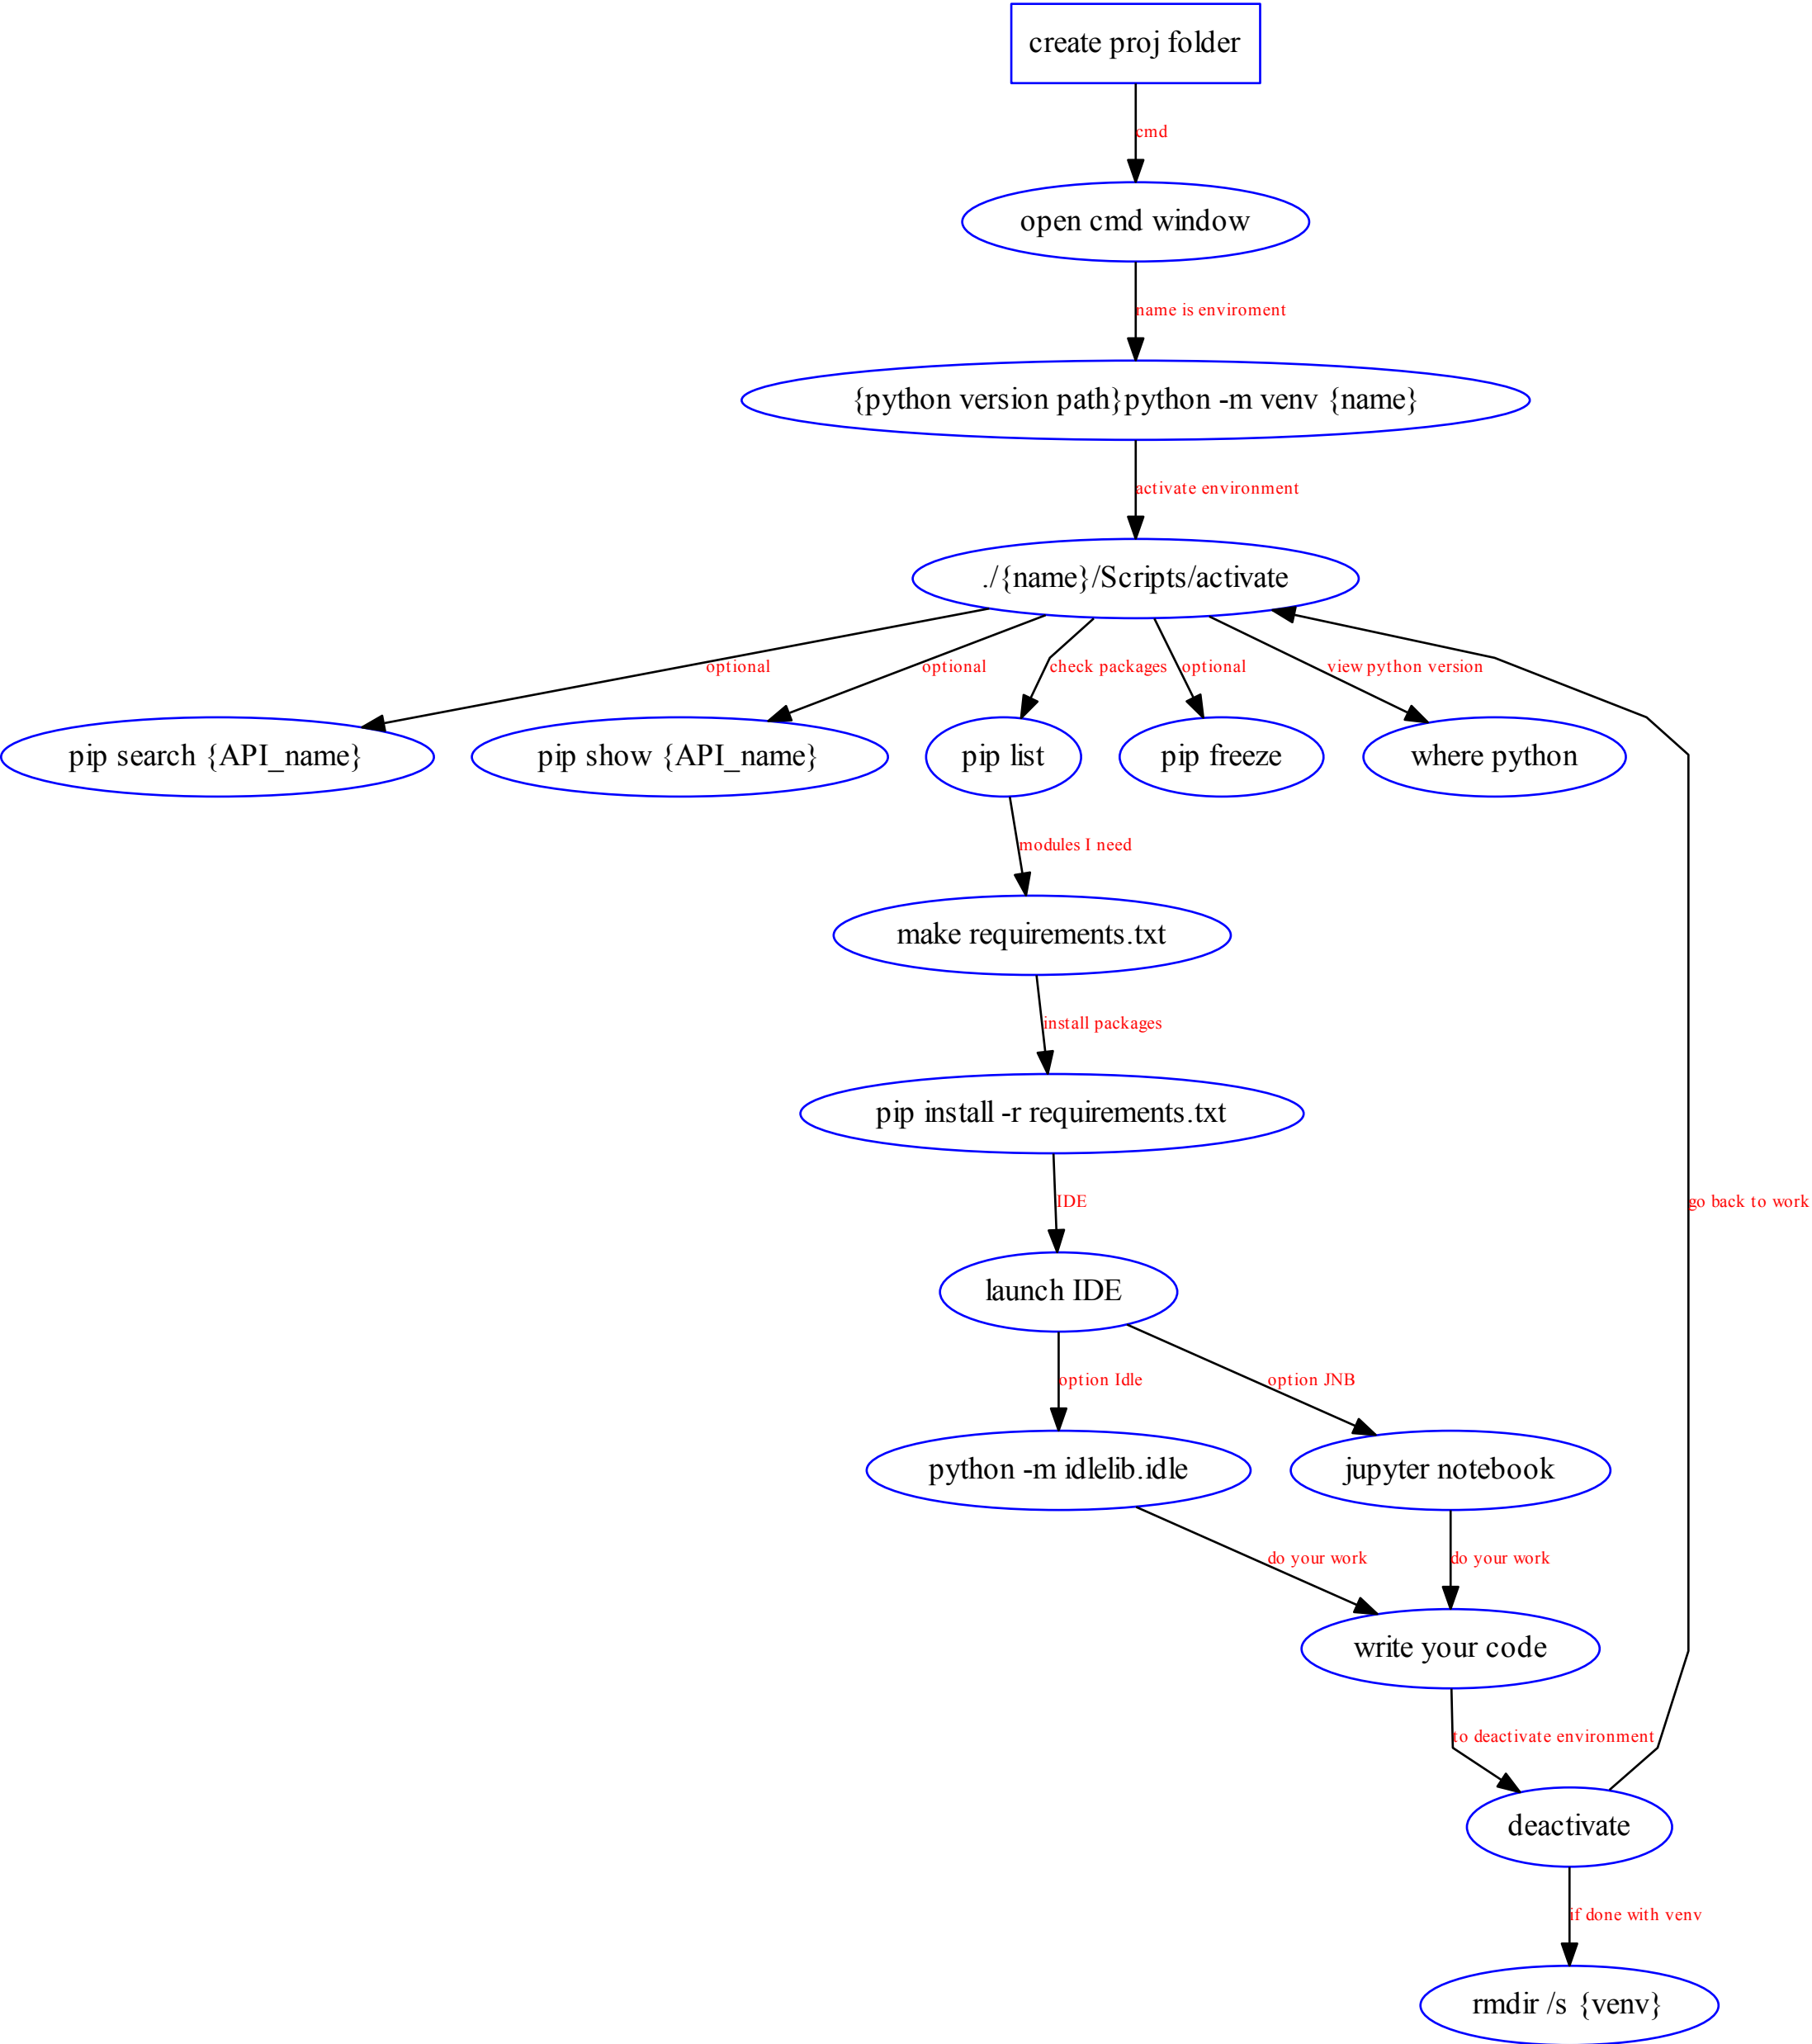 create proj folder
cmd
open cmd window
name is enviroment
{python version path}python -m venv {name}
activate environment
./{name}/Scripts/activate
optional
optional
check packages
optional
view python version
pip search {API_name}
pip show {API_name}
pip list
pip freeze
where python
modules I need
make requirements.txt
install packages
pip install -r requirements.txt
IDE
go back to work
launch IDE
option Idle
option JNB
python -m idlelib.idle
jupyter notebook
do your work
do your work
write your code
to deactivate environment
deactivate
if done with venv
rmdir /s {venv}